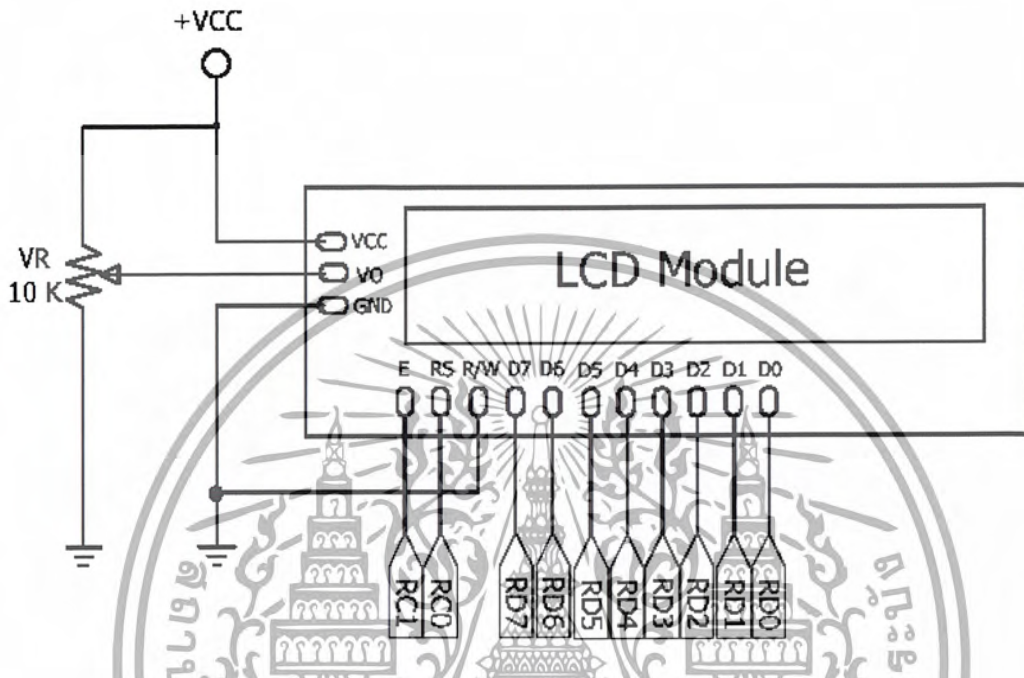 +VCC
VCC
VR
10 K
VO
GND
LCD Module
E RS R/W D7 D6 D5 D4 D3 D2 D1 D0
RC1 RC0 RD7 RD6 RD5 RD4 RD3 RD2 RD1 RD0